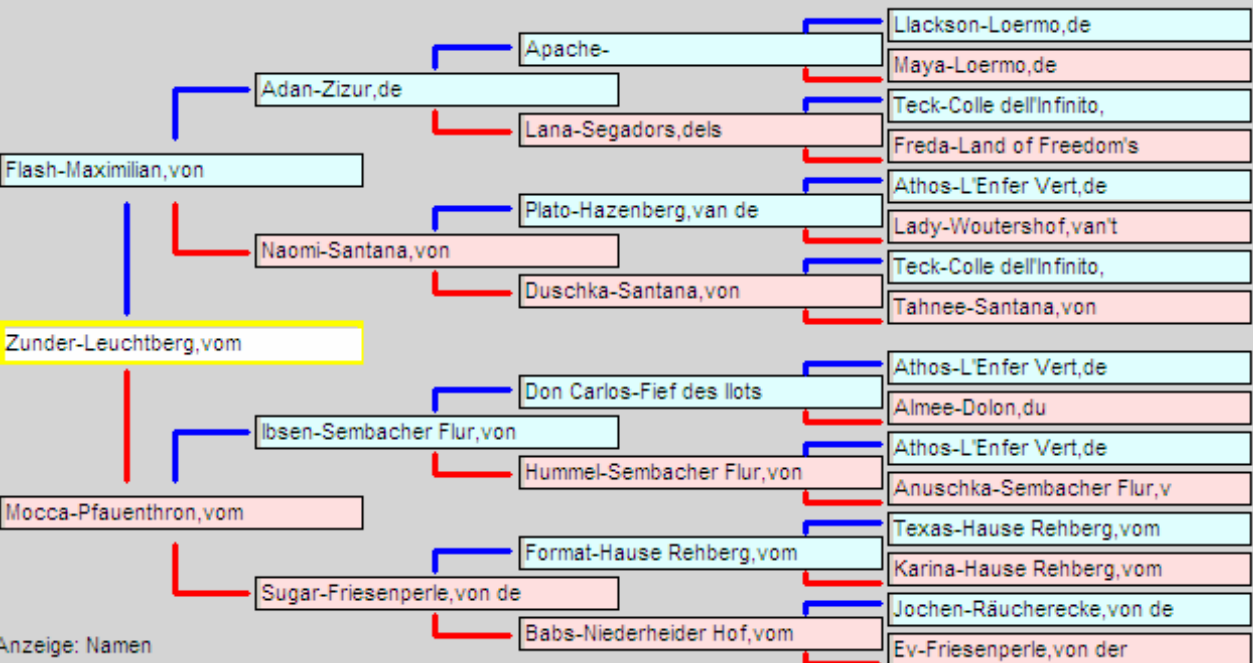 Llackson-Loermo,de
Apache-
Maya-Loermo,de
Adan-Zizur,de
Teck-Colle dell'Infinito,
Lana-Segadors,dels
Freda-Land of Freedom's
Flash-Maximilian,von
Athos-L'Enfer Vert,de
Plato-Hazenberg,van de
Lady-Woutershof,van't
Naomi-Santana,von
Teck-Colle dell'Infinito,
Duschka-Santana,von
Tahnee-Santana,von
Zunder-Leuchtberg,vom
Athos-L'Enfer Vert,de
Don Carlos-Fief des Ilots
Almee-Dolon,du
Ibsen-Sembacher Flur,von
Athos-L'Enfer Vert,de
Hummel-Sembacher Flur,von
Anuschka-Sembacher Flur,v
Mocca-Pfauenthron,vom
Texas-Hause Rehberg,vom
Format-Hause Rehberg,vom
Karina-Hause Rehberg,vom
Sugar-Friesenperle,von de
Jochen-Räucherecke,von de
Babs-Niederheider Hof,vom
Ev-Friesenperle,von der
Anzeige: Namen